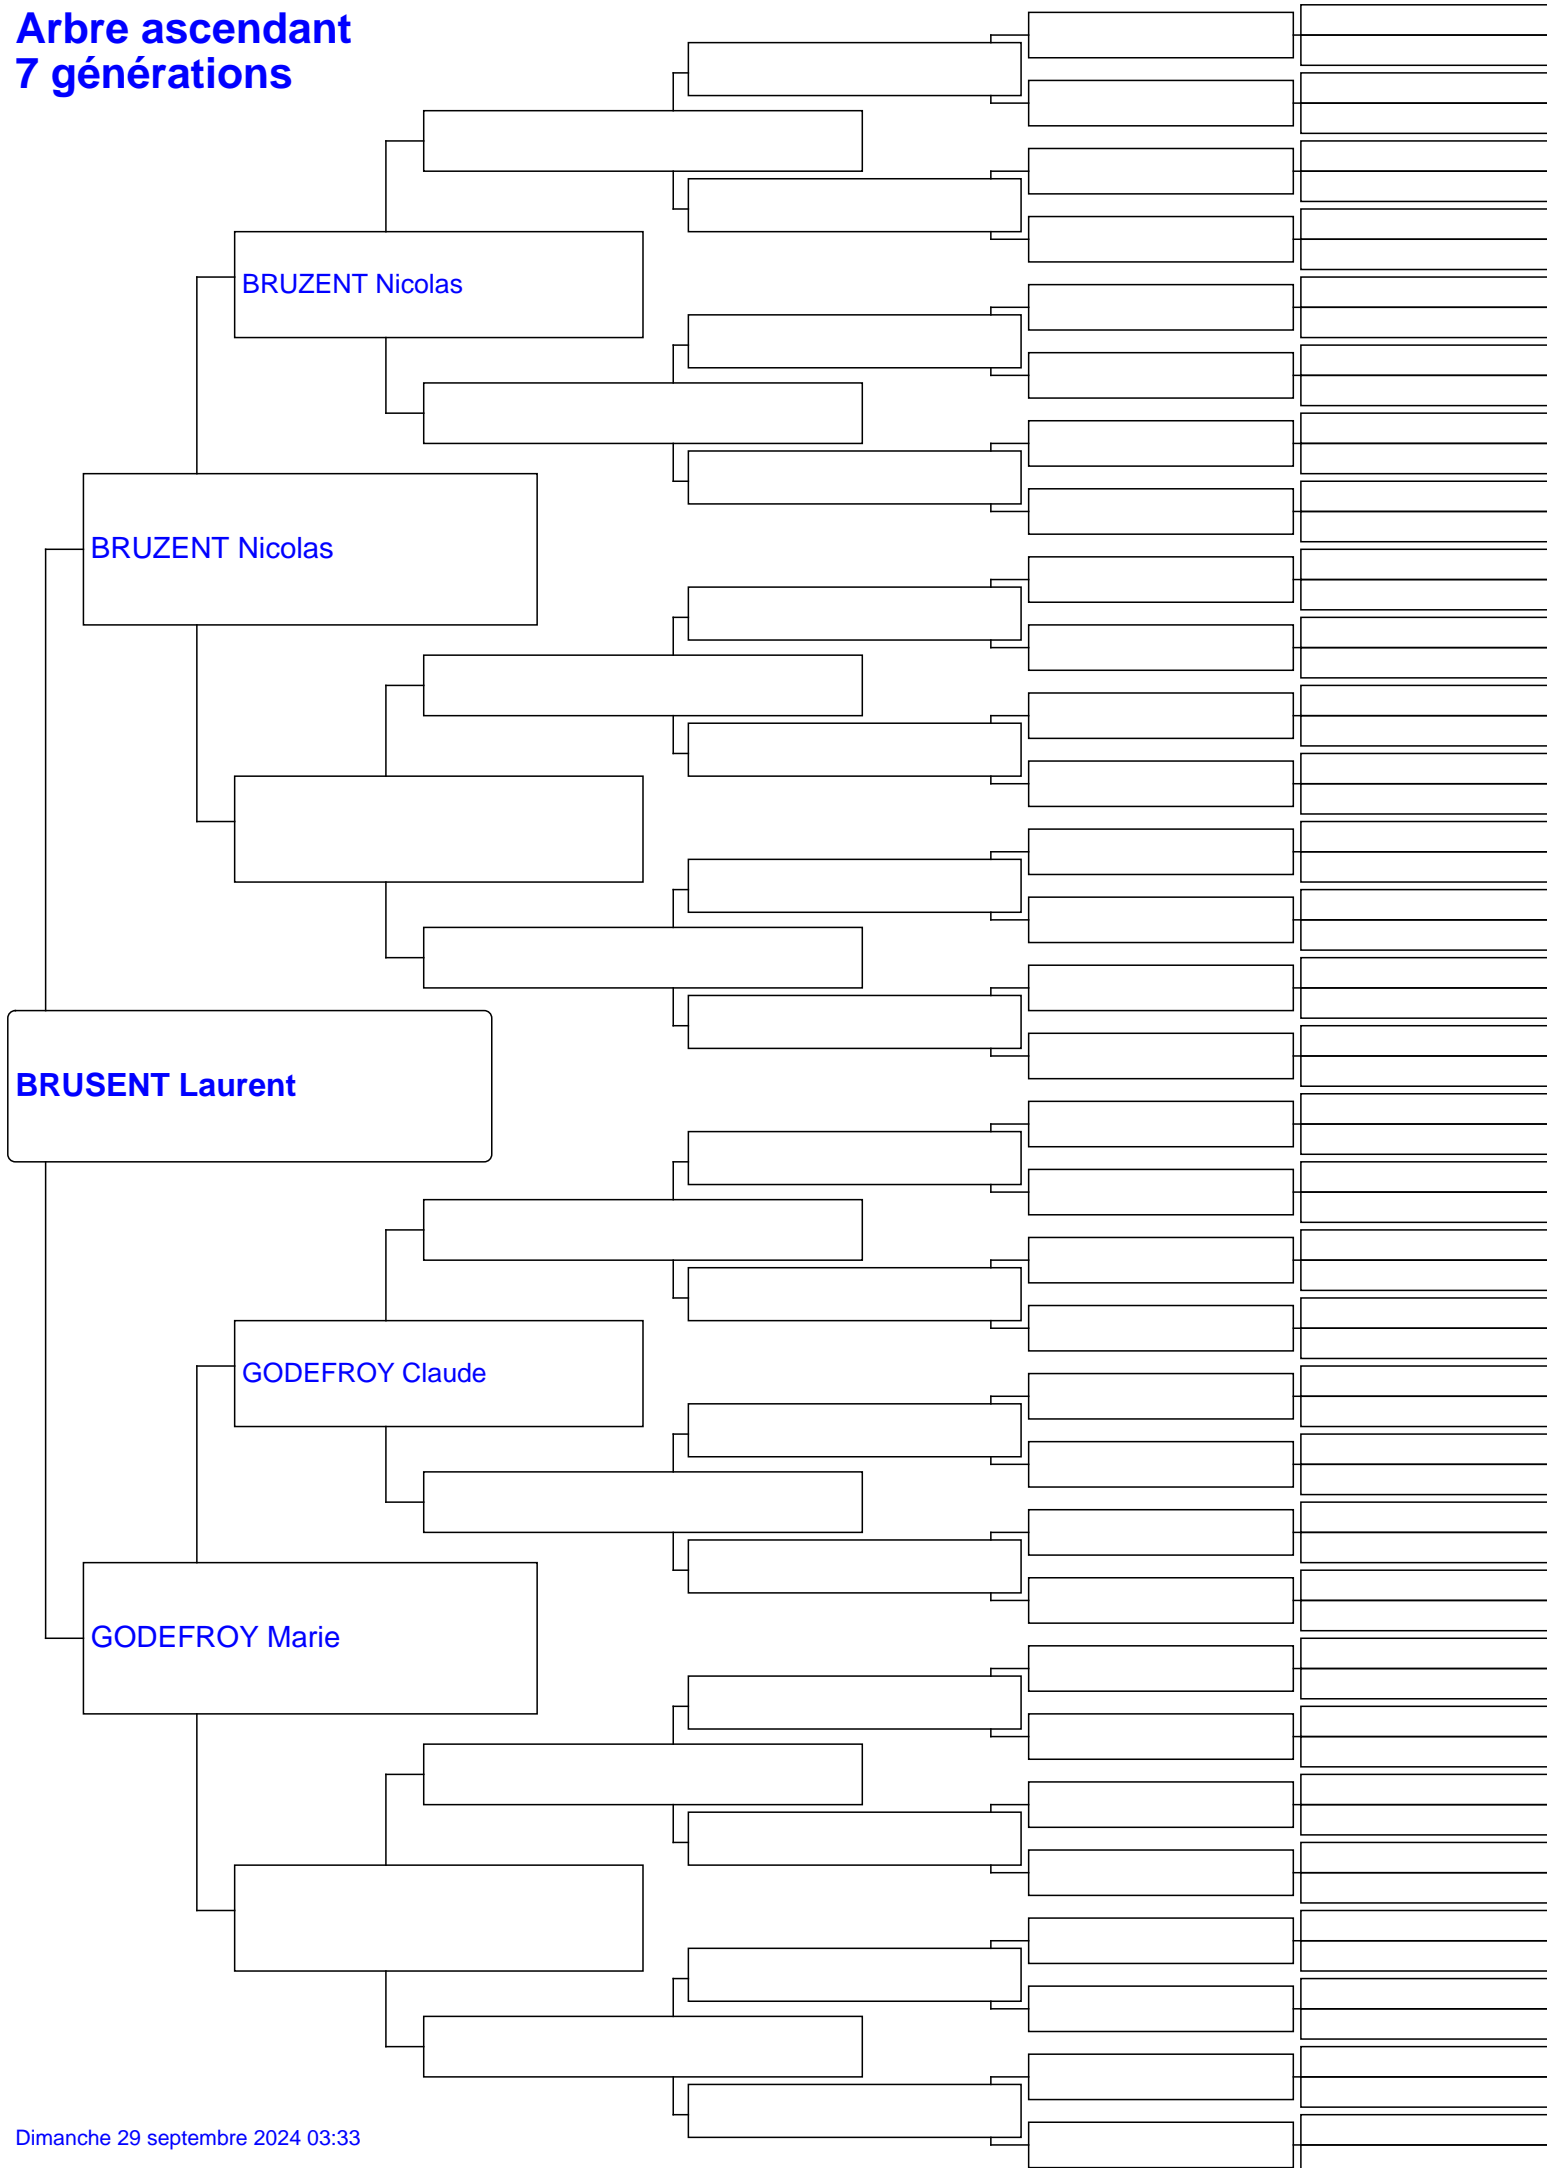 Arbre ascendant
7 générations
BRUZENT Nicolas
BRUZENT Nicolas
BRUSENT Laurent
GODEFROY Claude
GODEFROY Marie
Dimanche 29 septembre 2024 03:33